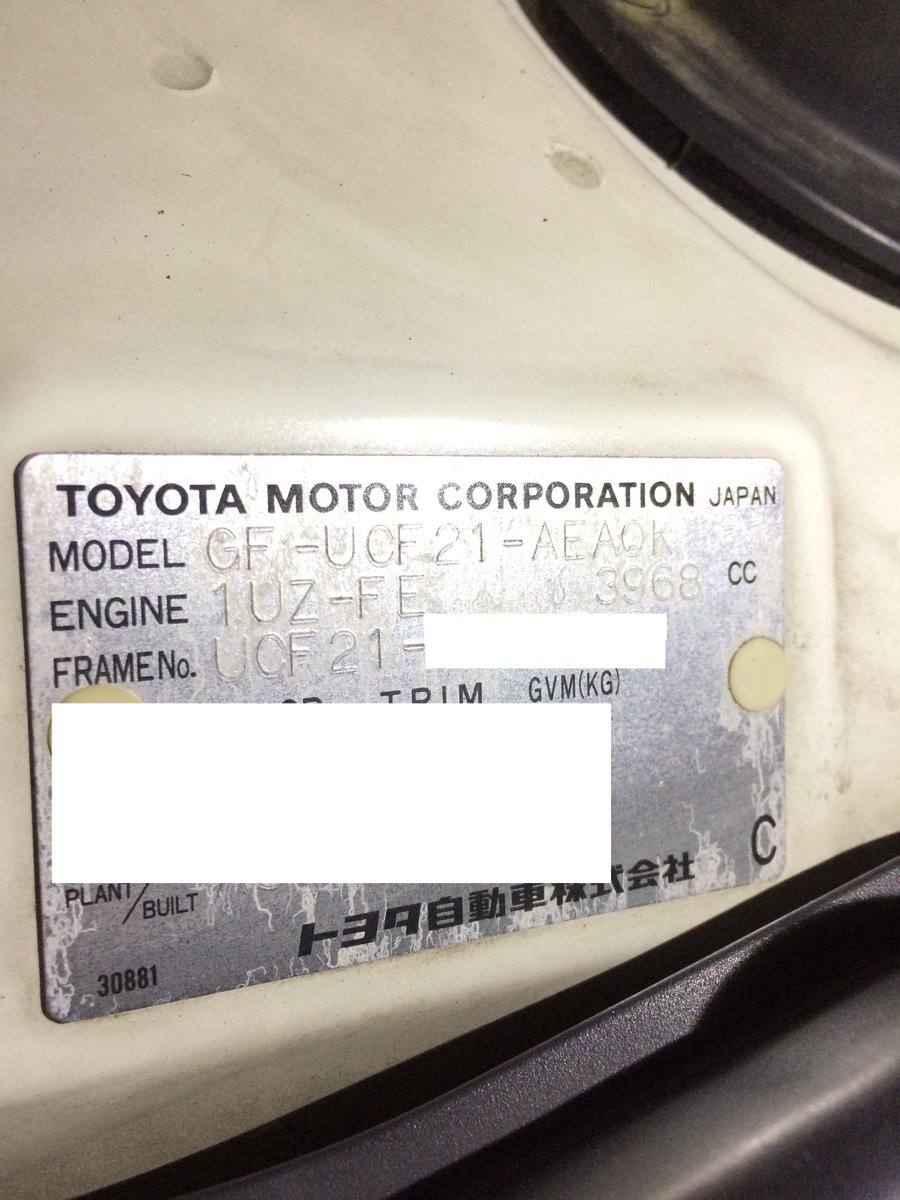 TOYOTA MOTOR CORPORATION JAPAN
MODEL GF-UCF21-AEAQK
ENGINE 1UZ-FE 3968 CC
FRAME No. UCF21-
TRIM GVM(KG)
C
PLANT/BUILT
トヨタ自動車株式会社
30881